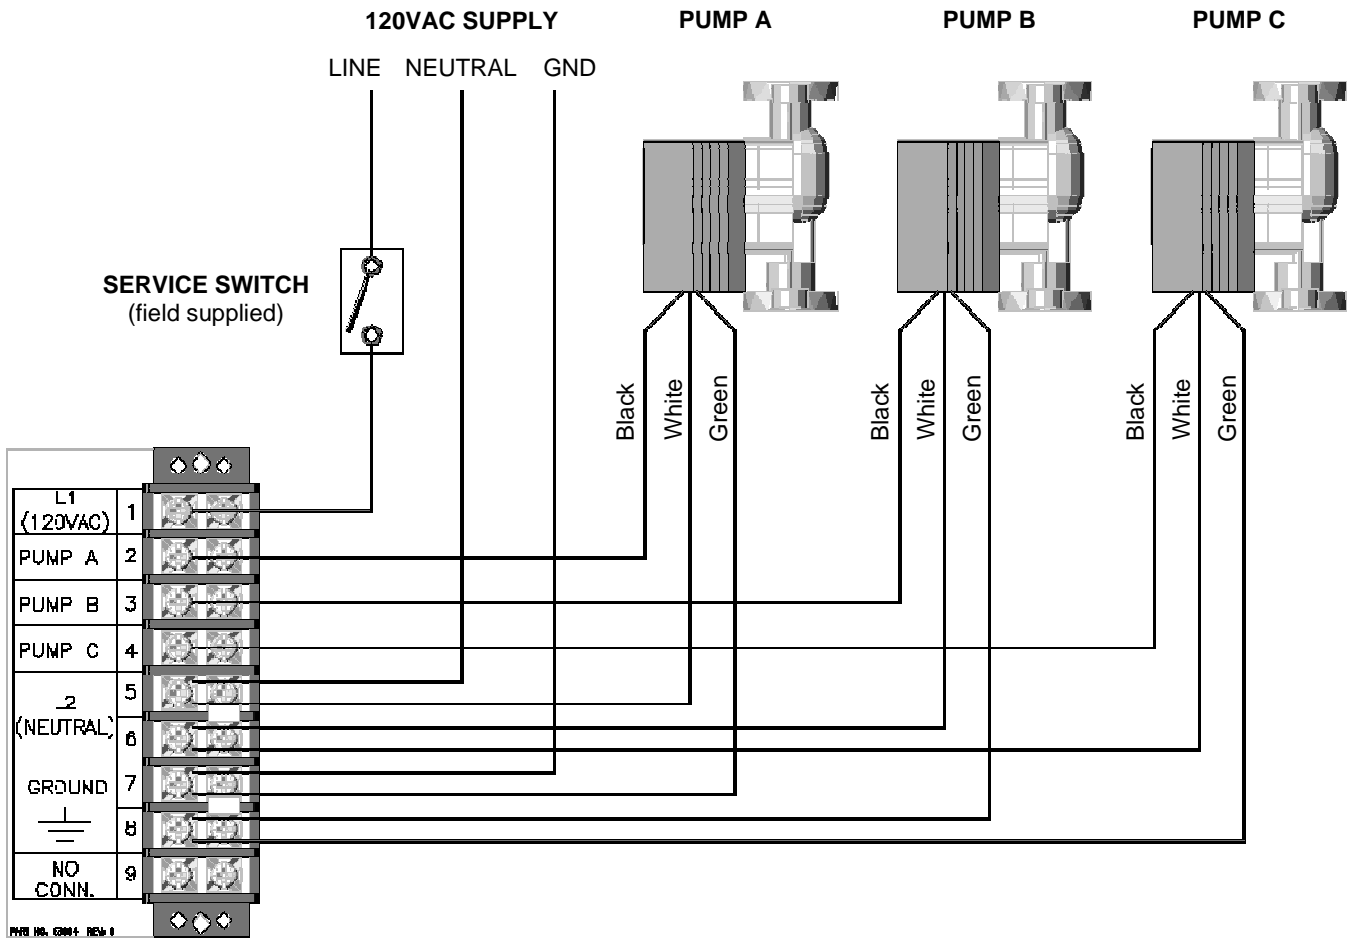 120VAC SUPPLY PUMP A PUMP B PUMP C
LINE NEUTRAL GND
SERVICE SWITCH
(field supplied)
Black White Green Black White Green Black White Green
L1
(120VAC) 1
PUMP A 2
PUMP B 3
PUMP C 4
5
(NEUTRAL)
6
GROUND 7
8
NO
CONN. 9